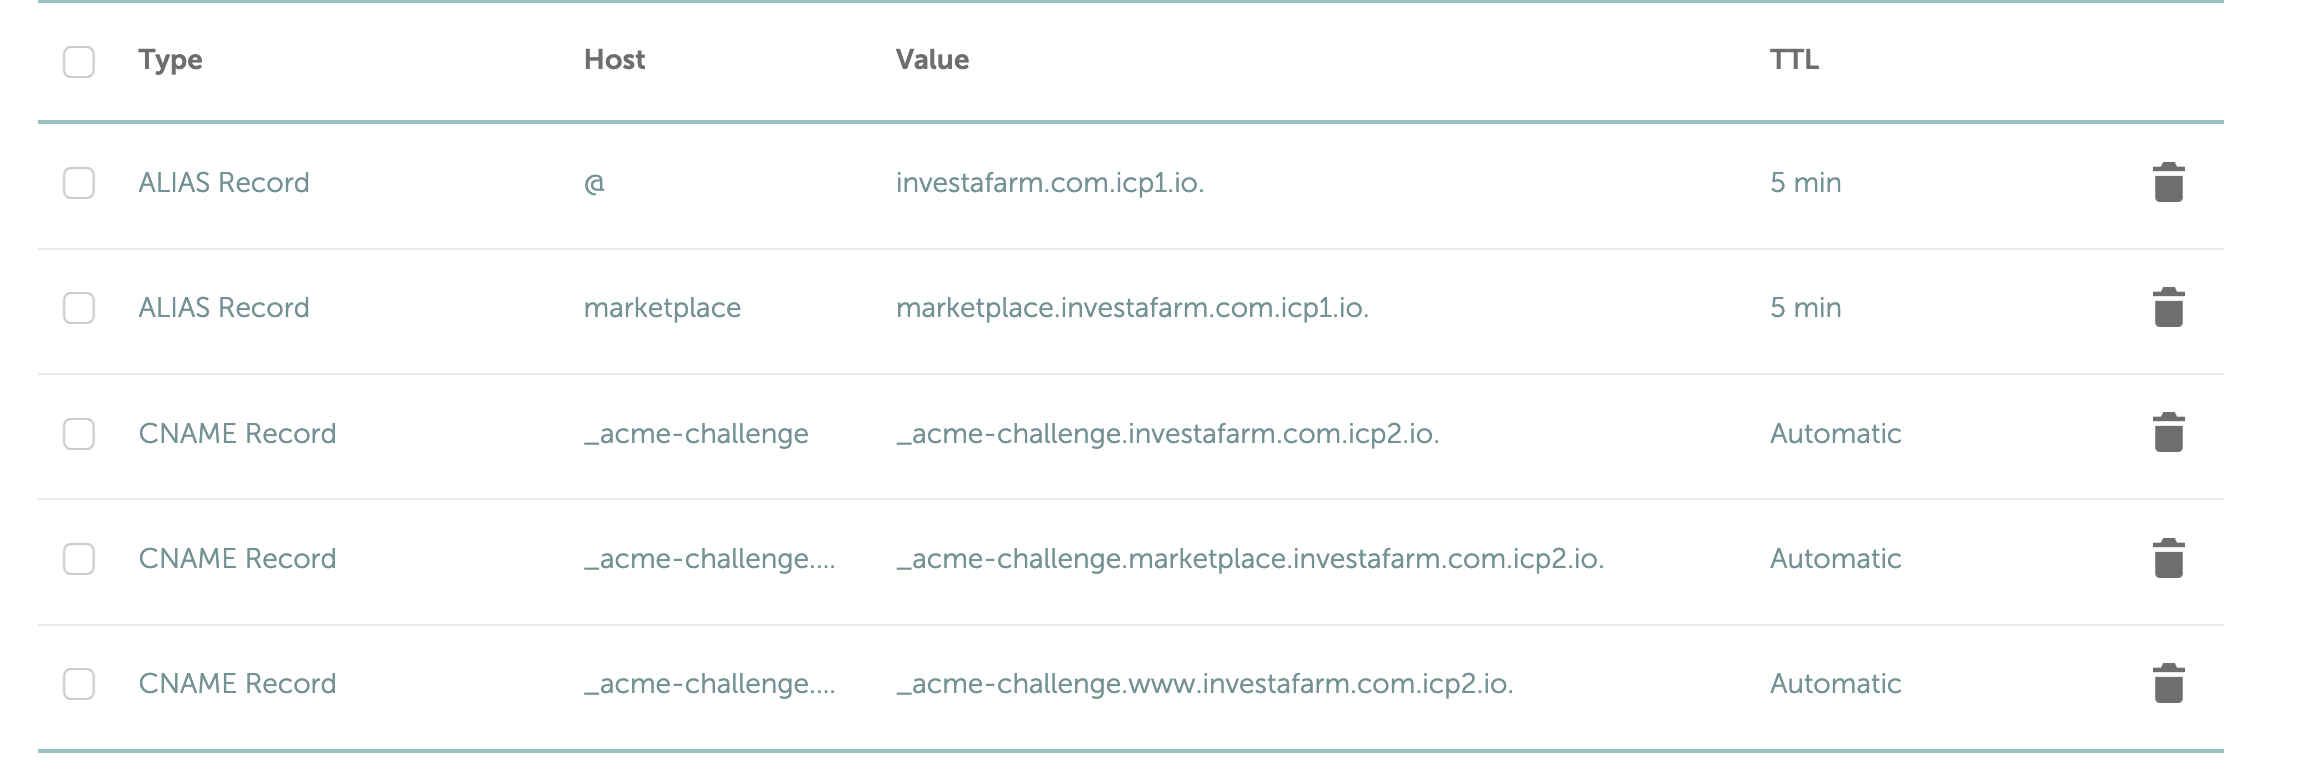 Type Host Value TTL
ALIAS Record @ investafarm.com.icp1.io. 5 min
ALIAS Record marketplace marketplace.investafarm.com.icp1.io. 5 min
CNAME Record _acme-challenge _acme-challenge.investafarm.com.icp2.io. Automatic
CNAME Record _acme-challenge.... _acme-challenge.marketplace.investafarm.com.icp2.io. Automatic
CNAME Record _acme-challenge.... _acme-challenge.www.investafarm.com.icp2.io. Automatic